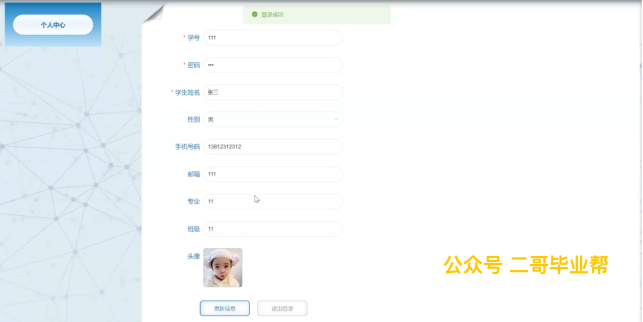 登录成功
个人中心
* 学号 111
* 密码 •••
* 学生姓名 张三
性别 男
手机号码 13812312312
邮箱 111
专业 11
班级 11
头像
公众号 二哥毕业帮
更新信息 退出登录